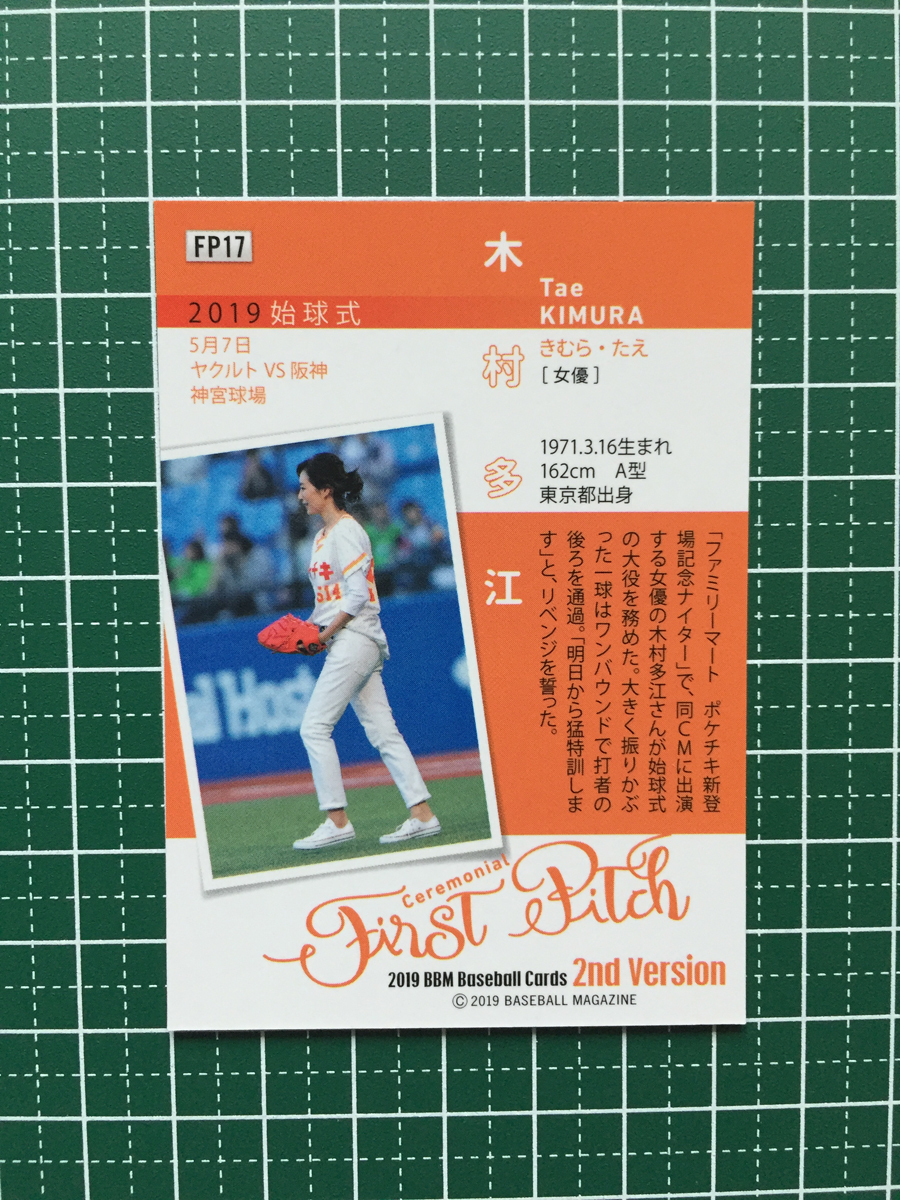 FP17
2019 始球式
5月7日
ヤクルト VS 阪神
神宮球場
木村多江
Tae
KIMURA
きむら・たえ
[ 女優 ]
1971.3.16生まれ
162cm A型
東京都出身
「ファミリーマート ポケチキ新登
場記念ナイター」で、同CMに出演
する女優の木村多江さんが始球式
の大役を務めた。大きく振りかぶ
った一球はワンバウンドで打者の
後ろを通過。「明日から猛特訓しま
す」と、リベンジを誓った。
Ceremonial
First Pitch
2019 BBM Baseball Cards 2nd Version
© 2019 BASEBALL MAGAZINE